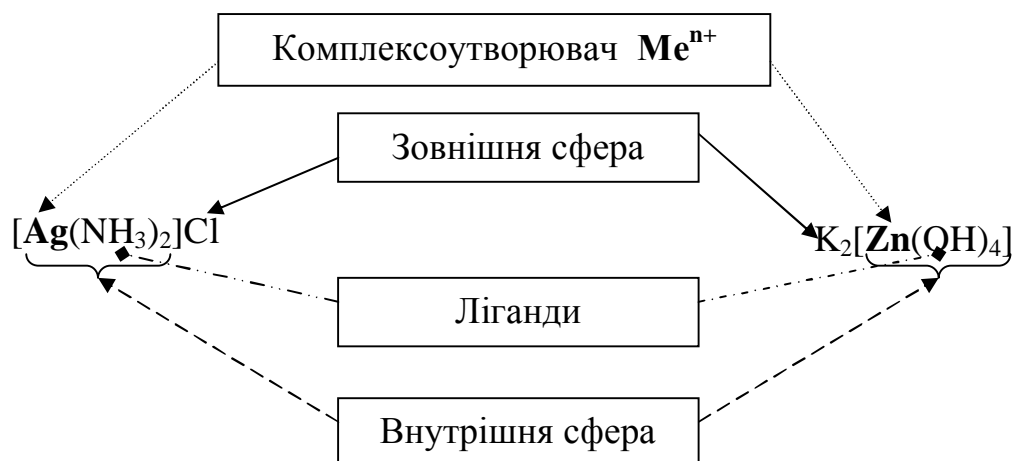 Комплексоутворювач Meⁿ⁺
Зовнішня сфера
[Ag(NH₃)₂]Cl K₂[Zn(OH)₄]
Ліганди
Внутрішня сфера